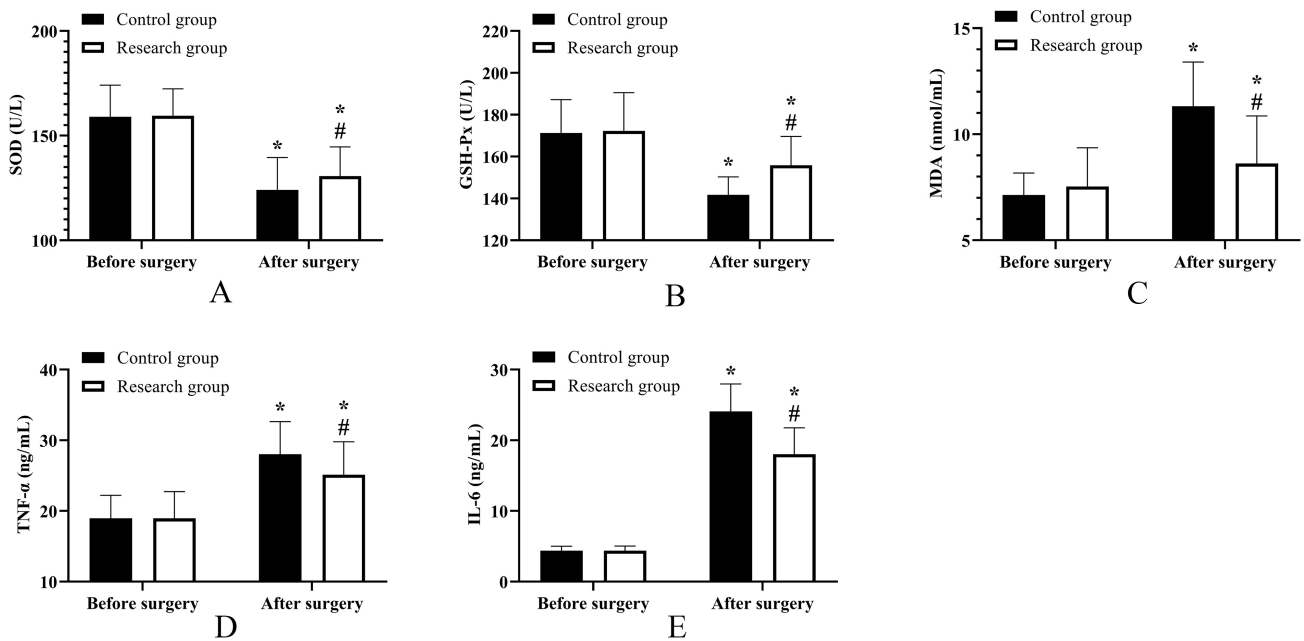 Control group
Research group
SOD (U/L)
200
150
100
*
*
#
Before surgery
After surgery
A
Control group
Research group
GSH-Px (U/L)
220
200
180
160
140
120
*
*
#
Before surgery
After surgery
B
Control group
Research group
MDA (nmol/mL)
15
10
5
*
*
#
Before surgery
After surgery
C
Control group
Research group
TNF-α (ng/mL)
40
30
20
10
*
*
#
Before surgery
After surgery
D
Control group
Research group
IL-6 (ng/mL)
30
20
10
0
*
*
#
Before surgery
After surgery
E